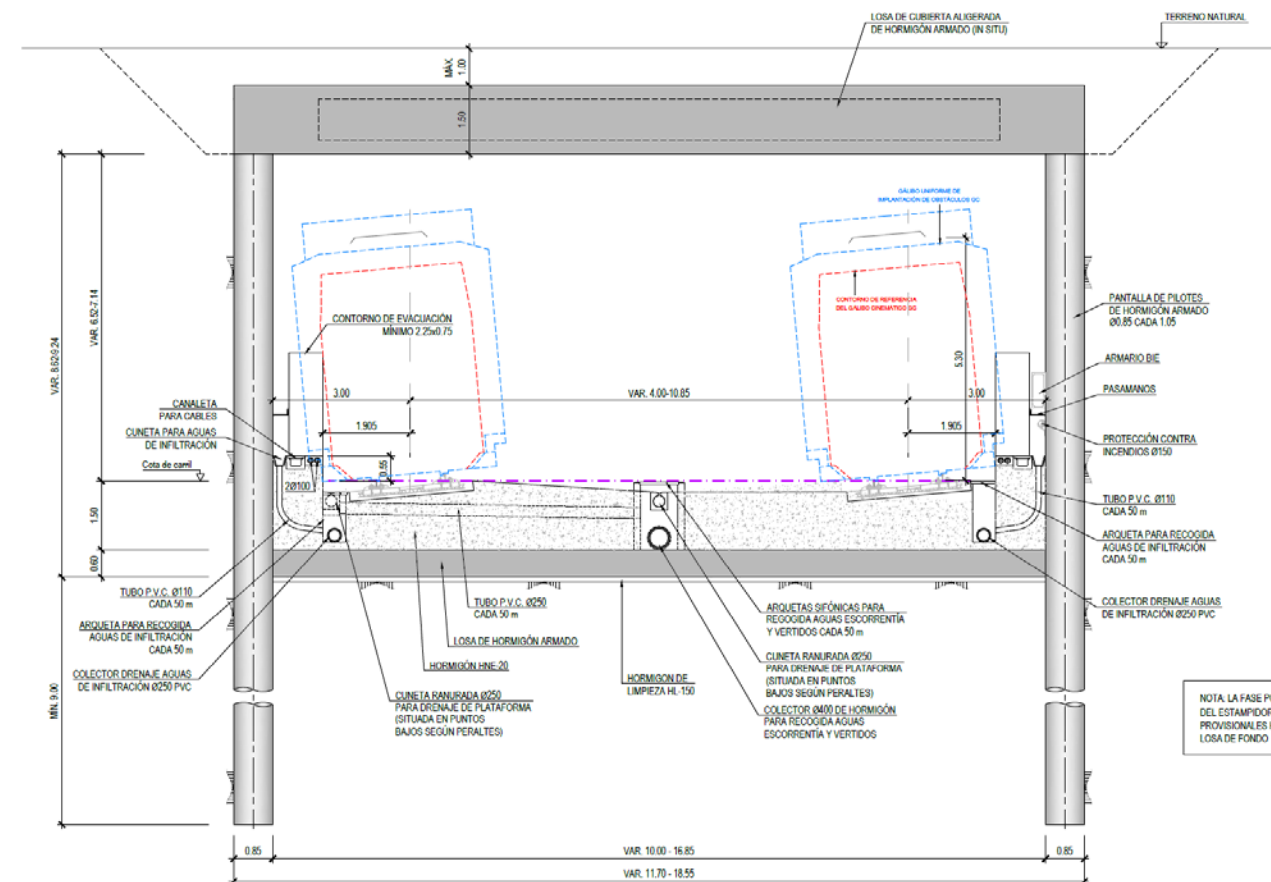 LOSA DE CUBIERTA ALIGERADA
DE HORMIGÓN ARMADO (IN SITU)
TERRENO NATURAL
MÁX.
1.00
1.50
GÁLIBO UNIFORME DE
IMPLANTACIÓN DE OBSTÁCULOS GC
CONTORNO DE REFERENCIA
DEL GÁLIBO CINEMÁTICO GC
VAR. 8.62-9.24
VAR. 6.52-7.14
CONTORNO DE EVACUACIÓN
MÍNIMO 2.25x0.75
5.30
PANTALLA DE PILOTES
DE HORMIGÓN ARMADO
Ø0.85 CADA 1.05
ARMARIO BIE
PASAMANOS
3.00
VAR. 4.00-10.85
3.00
CANALETA
PARA CABLES
CUNETA PARA AGUAS
DE INFILTRACIÓN
1.905
1.905
PROTECCIÓN CONTRA
INCENDIOS Ø150
Cota de carril
0.55
2Ø100
TUBO P.V.C. Ø110
CADA 50 m
1.50
ARQUETA PARA RECOGIDA
AGUAS DE INFILTRACIÓN
CADA 50 m
0.60
TUBO P.V.C. Ø110
CADA 50 m
TUBO P.V.C. Ø250
CADA 50 m
ARQUETAS SIFÓNICAS PARA
REGOGIDA AGUAS ESCORRENTÍA
Y VERTIDOS CADA 50 m
COLECTOR DRENAJE AGUAS
DE INFILTRACIÓN Ø250 PVC
ARQUETA PARA RECOGIDA
AGUAS DE INFILTRACIÓN
CADA 50 m
LOSA DE HORMIGÓN ARMADO
HORMIGÓN HNE-20
HORMIGON DE
LIMPIEZA HL-150
CUNETA RANURADA Ø250
PARA DRENAJE DE PLATAFORMA
(SITUADA EN PUNTOS
BAJOS SEGÚN PERALTES)
COLECTOR DRENAJE AGUAS
DE INFILTRACIÓN Ø250 PVC
CUNETA RANURADA Ø250
PARA DRENAJE DE PLATAFORMA
(SITUADA EN PUNTOS
BAJOS SEGÚN PERALTES)
COLECTOR Ø400 DE HORMIGÓN
PARA RECOGIDA AGUAS
ESCORRENTÍA Y VERTIDOS
MÍN. 9.00
NOTA: LA FASE
DEL ESTAMPIDOR
PROVISIONALES
LOSA DE FONDO
0.85
VAR. 10.00 - 16.85
0.85
VAR. 11.70 - 18.55